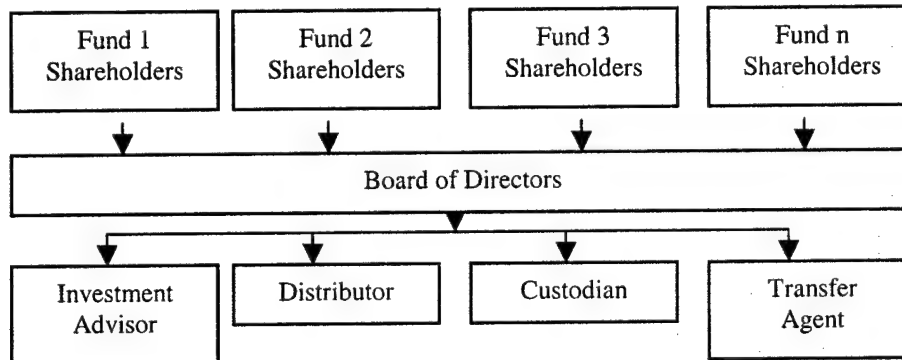 Fund 1
Shareholders
Fund 2
Shareholders
Fund 3
Shareholders
Fund n
Shareholders
Board of Directors
Investment
Advisor
Distributor
Custodian
Transfer
Agent